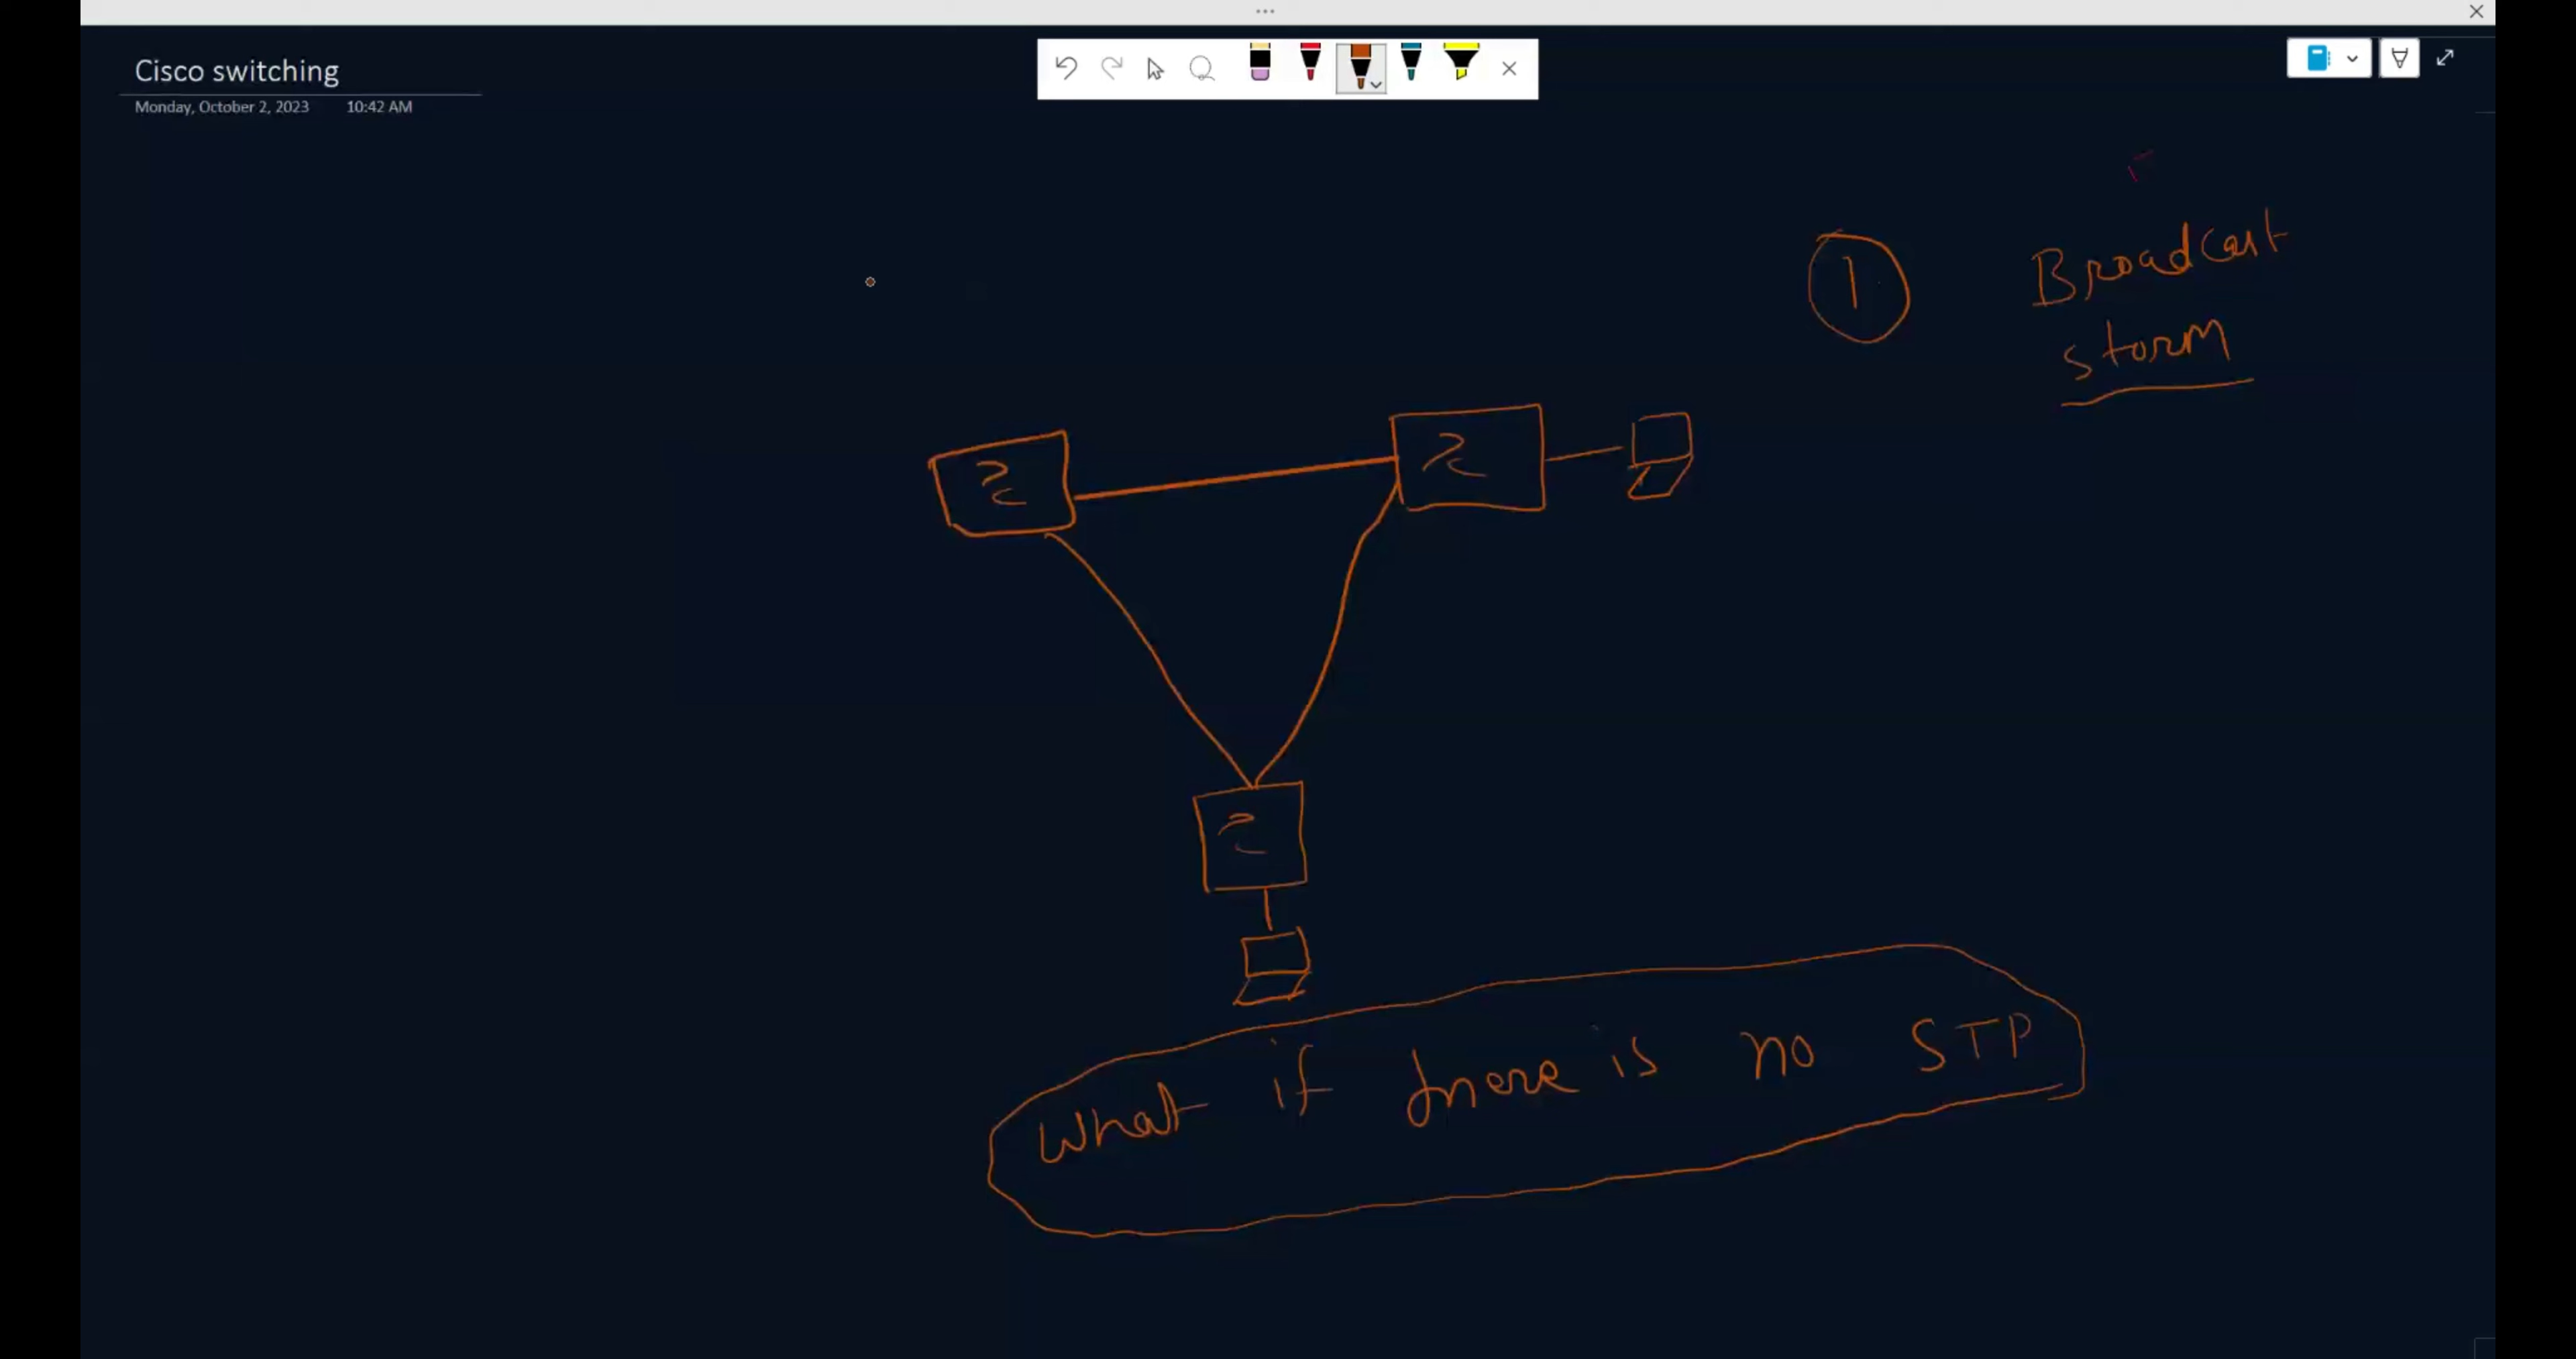 Cisco switching
Monday, October 2, 2023 10:42 AM
1
Broadcast
storm
What if there is no STP